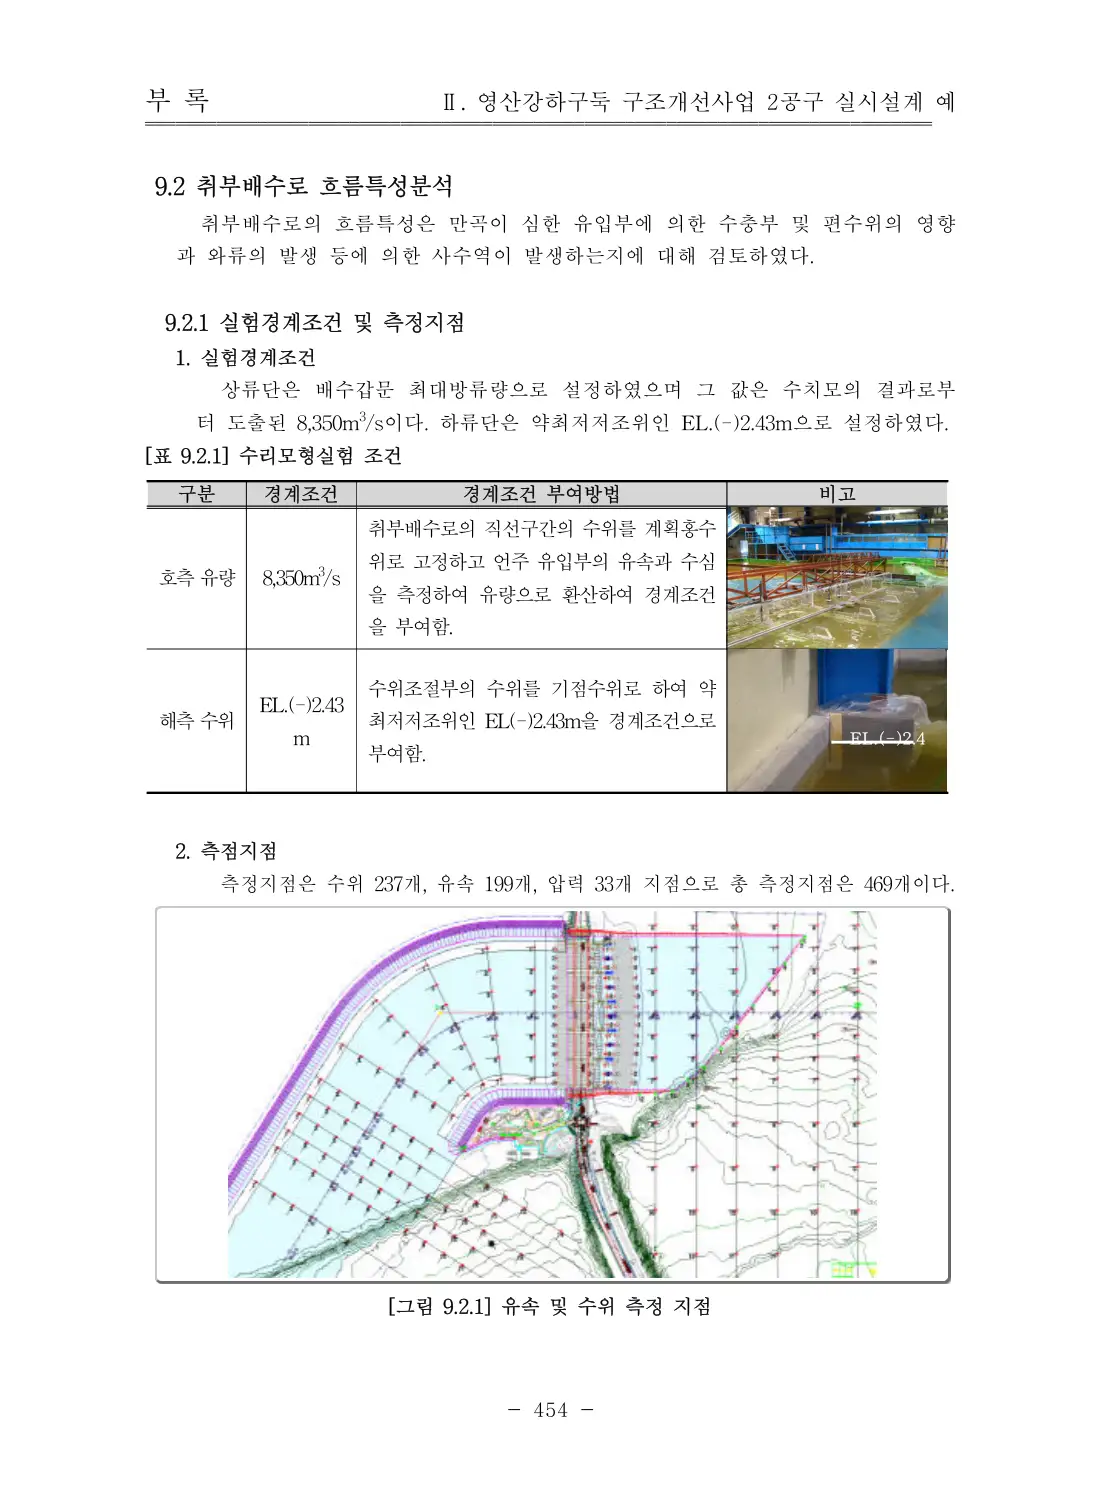 부 록
Ⅱ. 영산강하구둑 구조개선사업 2공구 실시설계 예
9.2 취부배수로 흐름특성분석
취부배수로의 흐름특성은 만곡이 심한 유입부에 의한 수충부 및 편수위의 영향
과 와류의 발생 등에 의한 사수역이 발생하는지에 대해 검토하였다.
9.2.1 실험경계조건 및 측정지점
1. 실험경계조건
상류단은 배수갑문 최대방류량으로 설정하였으며 그 값은 수치모의 결과로부
터 도출된 8,350m³/s이다. 하류단은 약최저저조위인 EL.(-)2.43m으로 설정하였다.
[표 9.2.1] 수리모형실험 조건
구분 경계조건 경계조건 부여방법 비고
호측 유량
8,350m³/s
취부배수로의 직선구간의 수위를 계획홍수
위로 고정하고 언주 유입부의 유속과 수심
을 측정하여 유량으로 환산하여 경계조건
을 부여함.
해측 수위
EL.(-)2.43
m
수위조절부의 수위를 기점수위로 하여 약
최저저조위인 EL(-)2.43m을 경계조건으로
부여함.
EL.(-)2.4
2. 측점지점
측정지점은 수위 237개, 유속 199개, 압력 33개 지점으로 총 측정지점은 469개이다.
[그림 9.2.1] 유속 및 수위 측정 지점
- 454 -